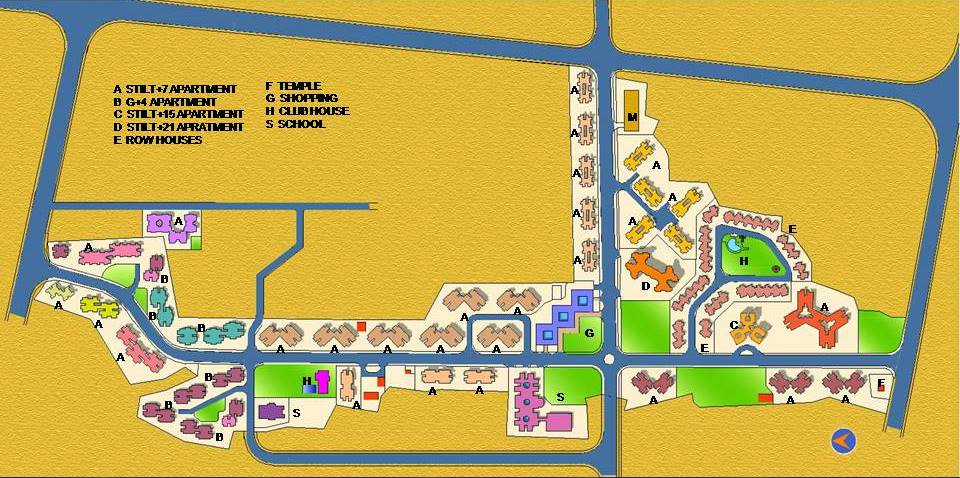 A STILT+7 APARTMENT
B G+4 APARTMENT
C STILT+15 APARTMENT
D STILT+21 APRATMENT
E ROW HOUSES
F TEMPLE
G SHOPPING
H CLUB HOUSE
S SCHOOL
A
M
A
A
A
A
A
A
A
A
A
E
B
A
H
D
A
A
B
A
C
B
G
A
A
A
A
A
A
E
B
H
A
A
A
S
A
A
A
E
B
S
B